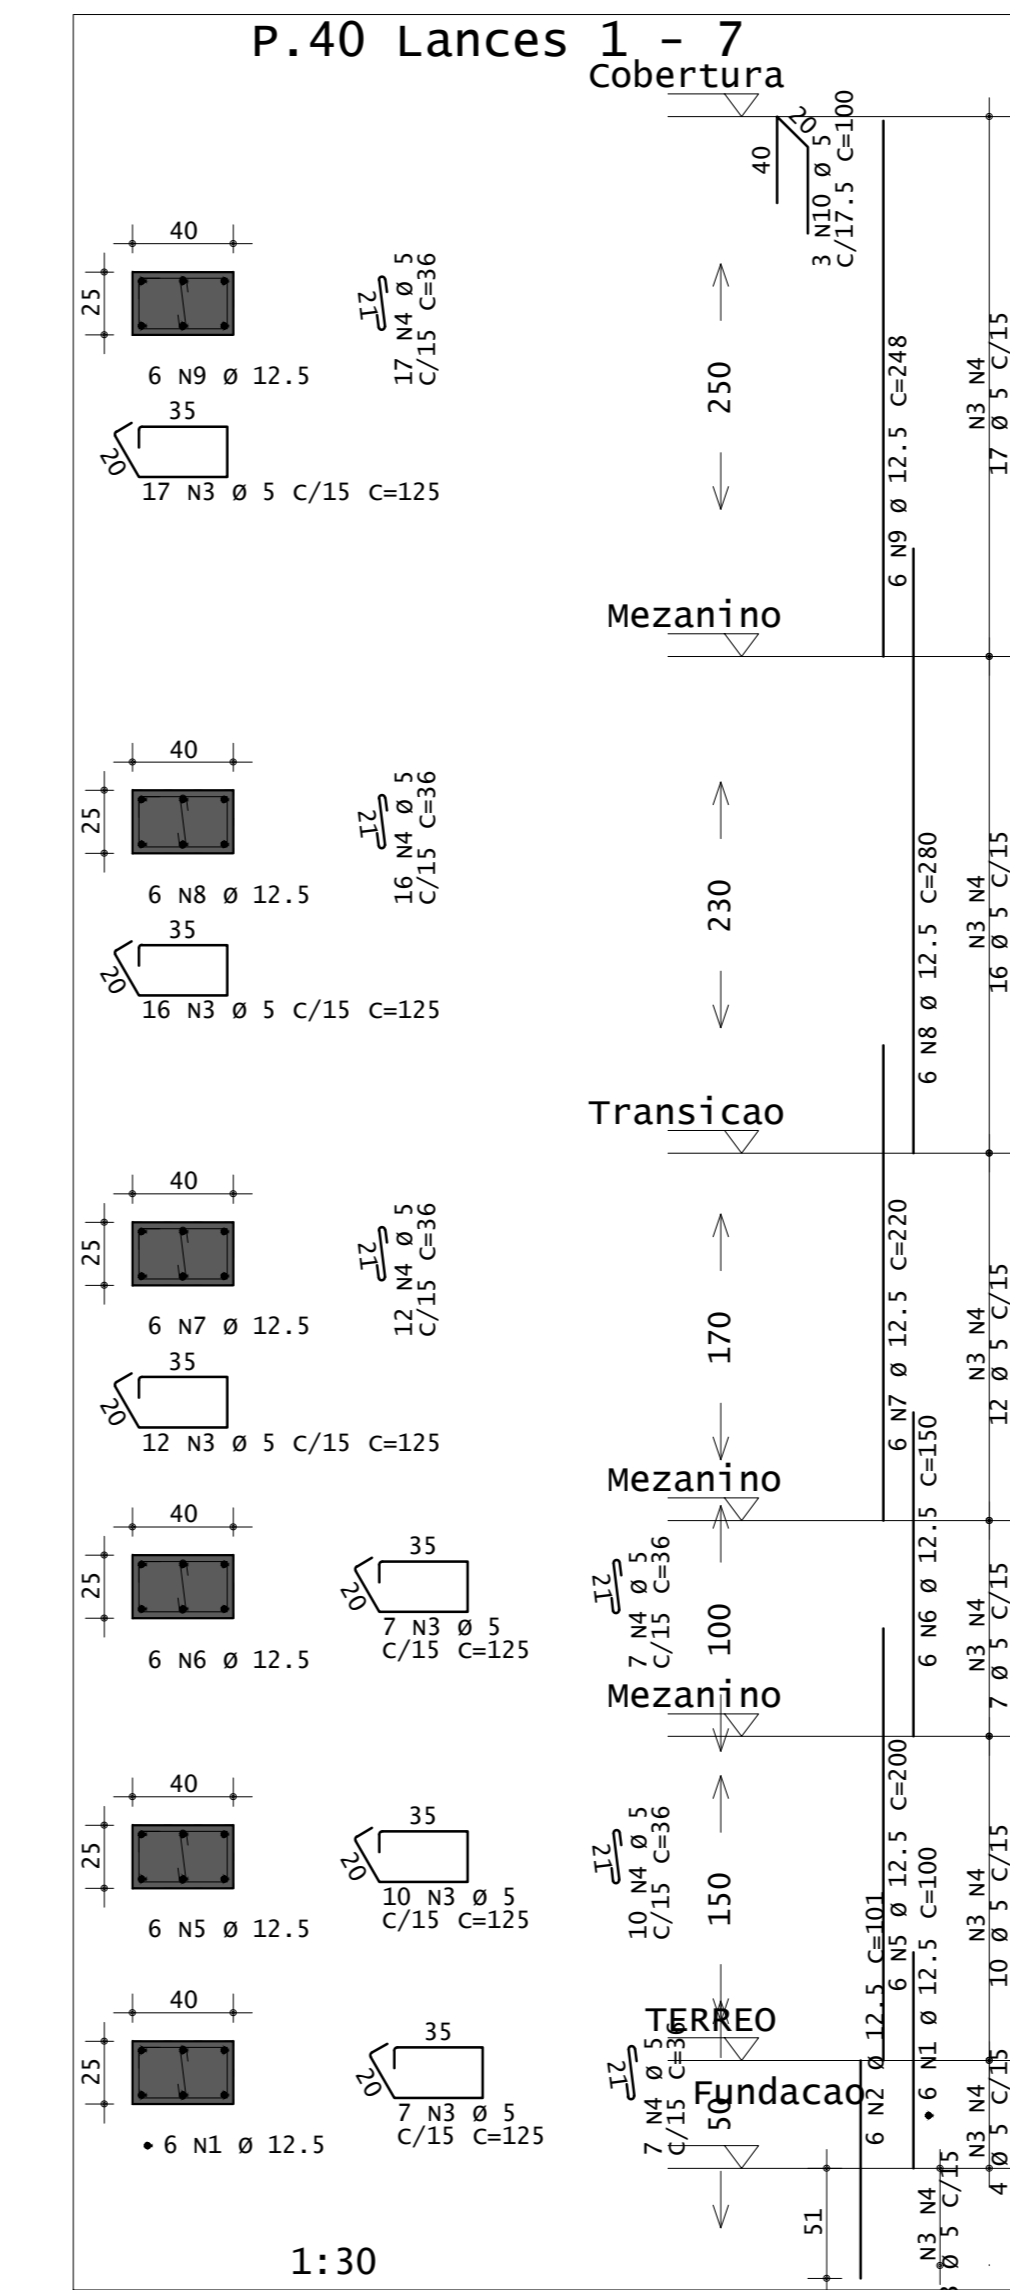 P.40 Lances 1 - 7
Cobertura
20
40
3 N10 Ø 5
C/17.5 C=100
40
25
6 N9 Ø 12.5
21
17 N4 Ø 5
C/15 C=36
35
20
17 N3 Ø 5 C/15 C=125
250
6 N9 Ø 12.5 C=248
N3 N4
17 Ø 5 C/15
Mezanino
40
25
6 N8 Ø 12.5
21
16 N4 Ø 5
C/15 C=36
35
20
16 N3 Ø 5 C/15 C=125
230
6 N8 Ø 12.5 C=280
N3 N4
16 Ø 5 C/15
Transicao
40
25
6 N7 Ø 12.5
21
12 N4 Ø 5
C/15 C=36
35
20
12 N3 Ø 5 C/15 C=125
170
6 N7 Ø 12.5 C=220
N3 N4
12 Ø 5 C/15
Mezanino
40
25
6 N6 Ø 12.5
35
20
7 N3 Ø 5
C/15 C=125
21
7 N4 Ø 5
C/15 C=36
100
6 N6 Ø 12.5 C=150
N3 N4
7 Ø 5 C/15
Mezanino
40
25
6 N5 Ø 12.5
35
20
10 N3 Ø 5
C/15 C=125
21
10 N4 Ø 5
C/15 C=36
150
6 N5 Ø 12.5 C=200
N3 N4
10 Ø 5 C/15
TERREO
40
25
6 N1 Ø 12.5
35
20
7 N3 Ø 5
C/15 C=125
21
7 N4 Ø 5
C/15 C=36
50
Fundacao
6 N2 Ø 12.5 C=101
6 N1 Ø 12.5 C=100
N3 N4
4 Ø 5 C/15
51
N3 N4
Ø 5 C/15
1:30